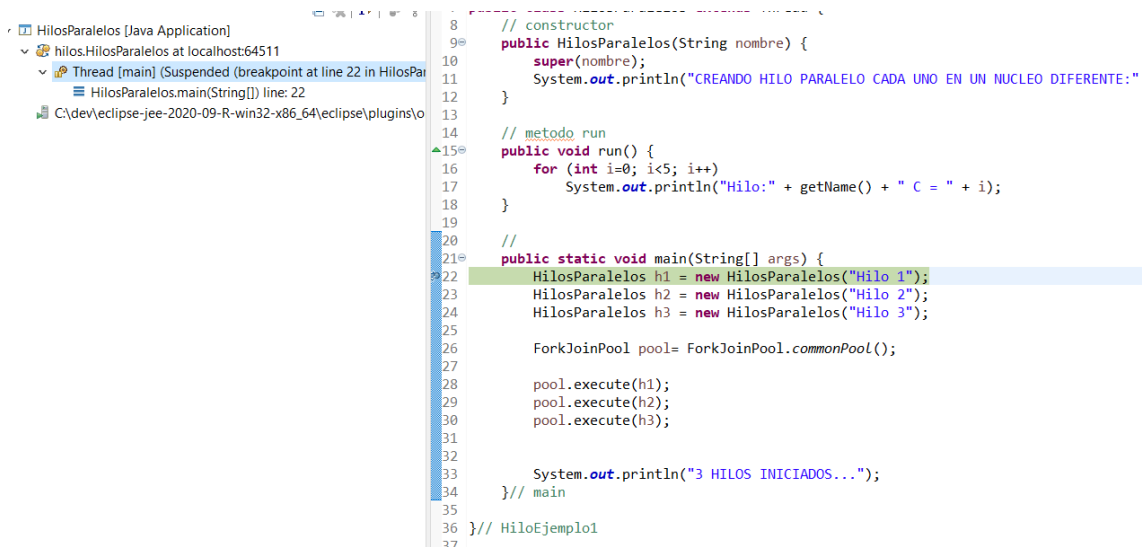 HilosParalelos [Java Application]
hilos.HilosParalelos at localhost:64511
Thread [main] (Suspended (breakpoint at line 22 in HilosPar
HilosParalelos.main(String[]) line: 22
C:\dev\eclipse-jee-2020-09-R-win32-x86_64\eclipse\plugins\o
8 // constructor
9 public HilosParalelos(String nombre) {
10 super(nombre);
11 System.out.println("CREANDO HILO PARALELO CADA UNO EN UN NUCLEO DIFERENTE:"
12 }
13
14 // metodo run
15 public void run() {
16 for (int i=0; i<5; i++)
17 System.out.println("Hilo:" + getName() + " C = " + i);
18 }
19
20 //
21 public static void main(String[] args) {
22 HilosParalelos h1 = new HilosParalelos("Hilo 1");
23 HilosParalelos h2 = new HilosParalelos("Hilo 2");
24 HilosParalelos h3 = new HilosParalelos("Hilo 3");
25
26 ForkJoinPool pool= ForkJoinPool.commonPool();
27
28 pool.execute(h1);
29 pool.execute(h2);
30 pool.execute(h3);
31
32
33 System.out.println("3 HILOS INICIADOS...");
34 }// main
35
36 }// HiloEjemplo1
37